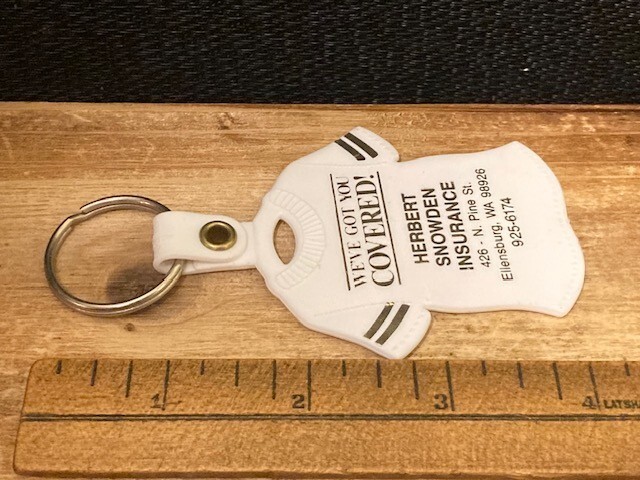 WE'VE GOT YOU
COVERED!
HERBERT
SNOWDEN
INSURANCE
426 - N. Pine St.
Ellensburg, WA 98926
925-6174
1 2 3 4